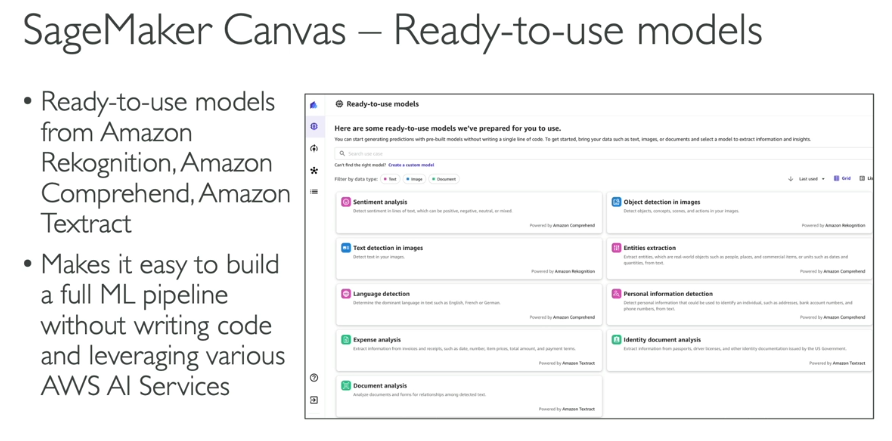 SageMaker Canvas – Ready-to-use models
• Ready-to-use models
from Amazon
Rekognition, Amazon
Comprehend, Amazon
Textract
• Makes it easy to build
a full ML pipeline
without writing code
and leveraging various
AWS AI Services
Ready-to-use models
Here are some ready-to-use models we've prepared for you to use.
You can start generating predictions with pre-built models without writing a single line of code. To get started, bring your data such as text, images, or documents and select a model to extract information and insights.
Search use case
Can't find the right model? Create a custom model
Filter by data type: Text Image Document
Last used Grid
Sentiment analysis
Detect sentiment in lines of text, which can be positive, negative, neutral, or mixed.
Powered by Amazon Comprehend
Object detection in images
Detect objects, concepts, scenes, and actions in your images.
Powered by Amazon Rekognition
Text detection in images
Detect text in your images.
Powered by Amazon Rekognition
Entities extraction
Extract entities, which are real-world objects such as people, places, and commercial items, or units such as dates and
quantities, from text.
Powered by Amazon Comprehend
Language detection
Determine the dominant language in text such as English, French or German.
Powered by Amazon Comprehend
Personal information detection
Detect personal information that could be used to identify an individual, such as addresses, bank account numbers, and
phone numbers, from text.
Powered by Amazon Comprehend
Expense analysis
Extract information from invoices and receipts, such as date, number, item prices, total amount, and payment terms.
Powered by Amazon Textract
Identity document analysis
Extract information from passports, driver licenses, and other identity documentation issued by the US Government.
Powered by Amazon Textract
Document analysis
Analyze documents and forms for relationships among detected text.
Powered by Amazon Textract